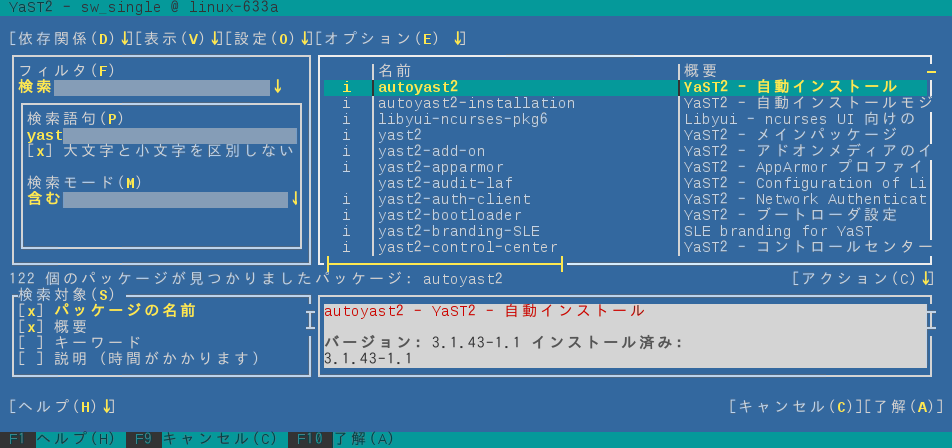 YaST2 - sw_single @ linux-633a
[依存関係(D)↓][表示(V)↓][設定(O)↓][オプション(E) ↓]
フィルタ(F)
検索 ↓
検索語句(P)
yast
[x] 大文字と小文字を区別しない
検索モード(M)
含む ↓
名前 概要
i autoyast2 YaST2 - 自動インストール
i autoyast2-installation YaST2 - 自動インストールモジ
i libyui-ncurses-pkg6 Libyui - ncurses UI 向けの
i yast2 YaST2 - メインパッケージ
i yast2-add-on YaST2 - アドオンメディアのイ
i yast2-apparmor YaST2 - AppArmor プロファイ
yast2-audit-laf YaST2 - Configuration of Li
i yast2-auth-client YaST2 - Network Authenticat
i yast2-bootloader YaST2 - ブートローダ設定
i yast2-branding-SLE SLE branding for YaST
i yast2-control-center YaST2 - コントロールセンター
122 個のパッケージが見つかりましたパッケージ: autoyast2 [アクション(C)↓]
検索対象(S)
[x] パッケージの名前
[x] 概要
[ ] キーワード
[ ] 説明 (時間がかかります)
autoyast2 - YaST2 - 自動インストール
バージョン: 3.1.43-1.1 インストール済み:
3.1.43-1.1
[ヘルプ(H)↓] [キャンセル(C)][了解(A)]
F1 ヘルプ(H) F9 キャンセル(C) F10 了解(A)